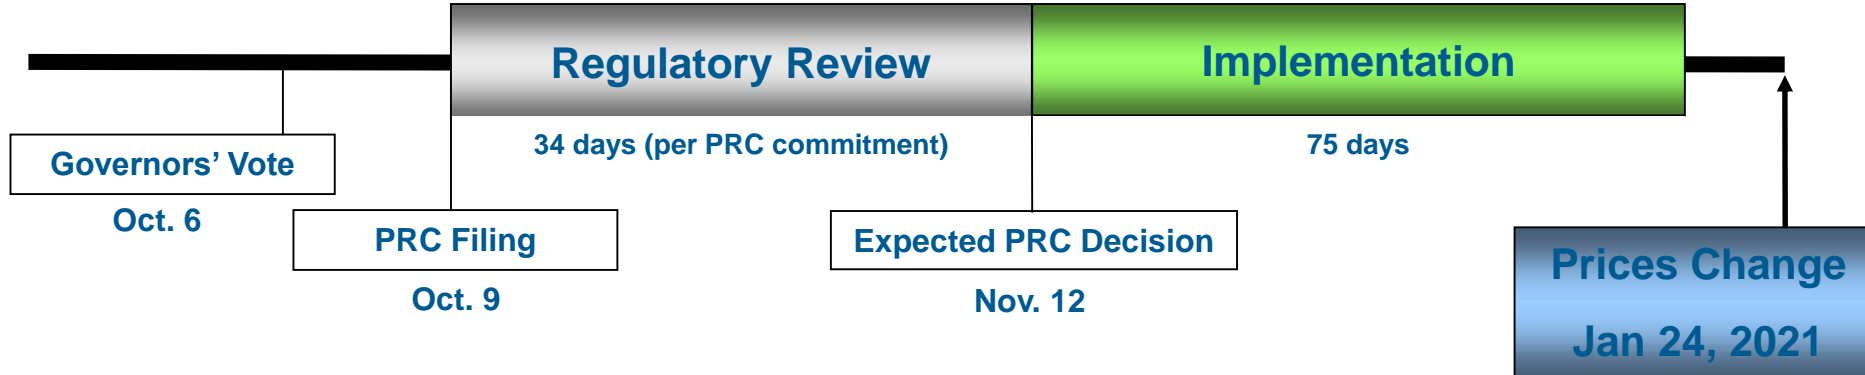 Regulatory Review
Implementation
34 days (per PRC commitment)
75 days
Governors’ Vote
Oct. 6
PRC Filing
Oct. 9
Expected PRC Decision
Nov. 12
Prices Change
Jan 24, 2021